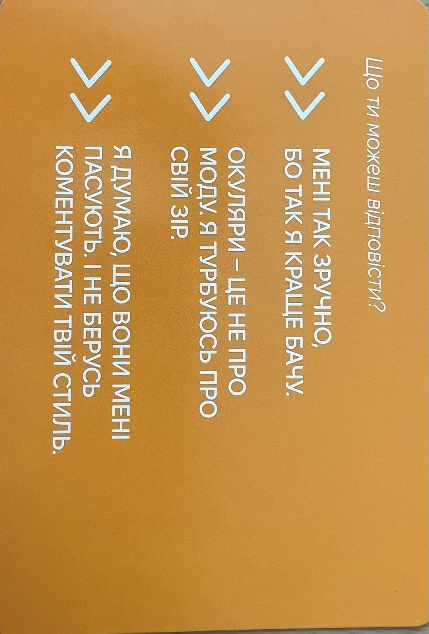 Що ти можеш відповісти?
МЕНІ ТАК ЗРУЧНО,
БО ТАК Я КРАЩЕ БАЧУ.
ОКУЛЯРИ — ЦЕ НЕ ПРО
МОДУ. Я ТУРБУЮСЬ ПРО
СВІЙ ЗІР.
Я ДУМАЮ, ЩО ВОНИ МЕНІ
ПАСУЮТЬ. І НЕ БЕРУСЬ
КОМЕНТУВАТИ ТВІЙ СТИЛЬ.